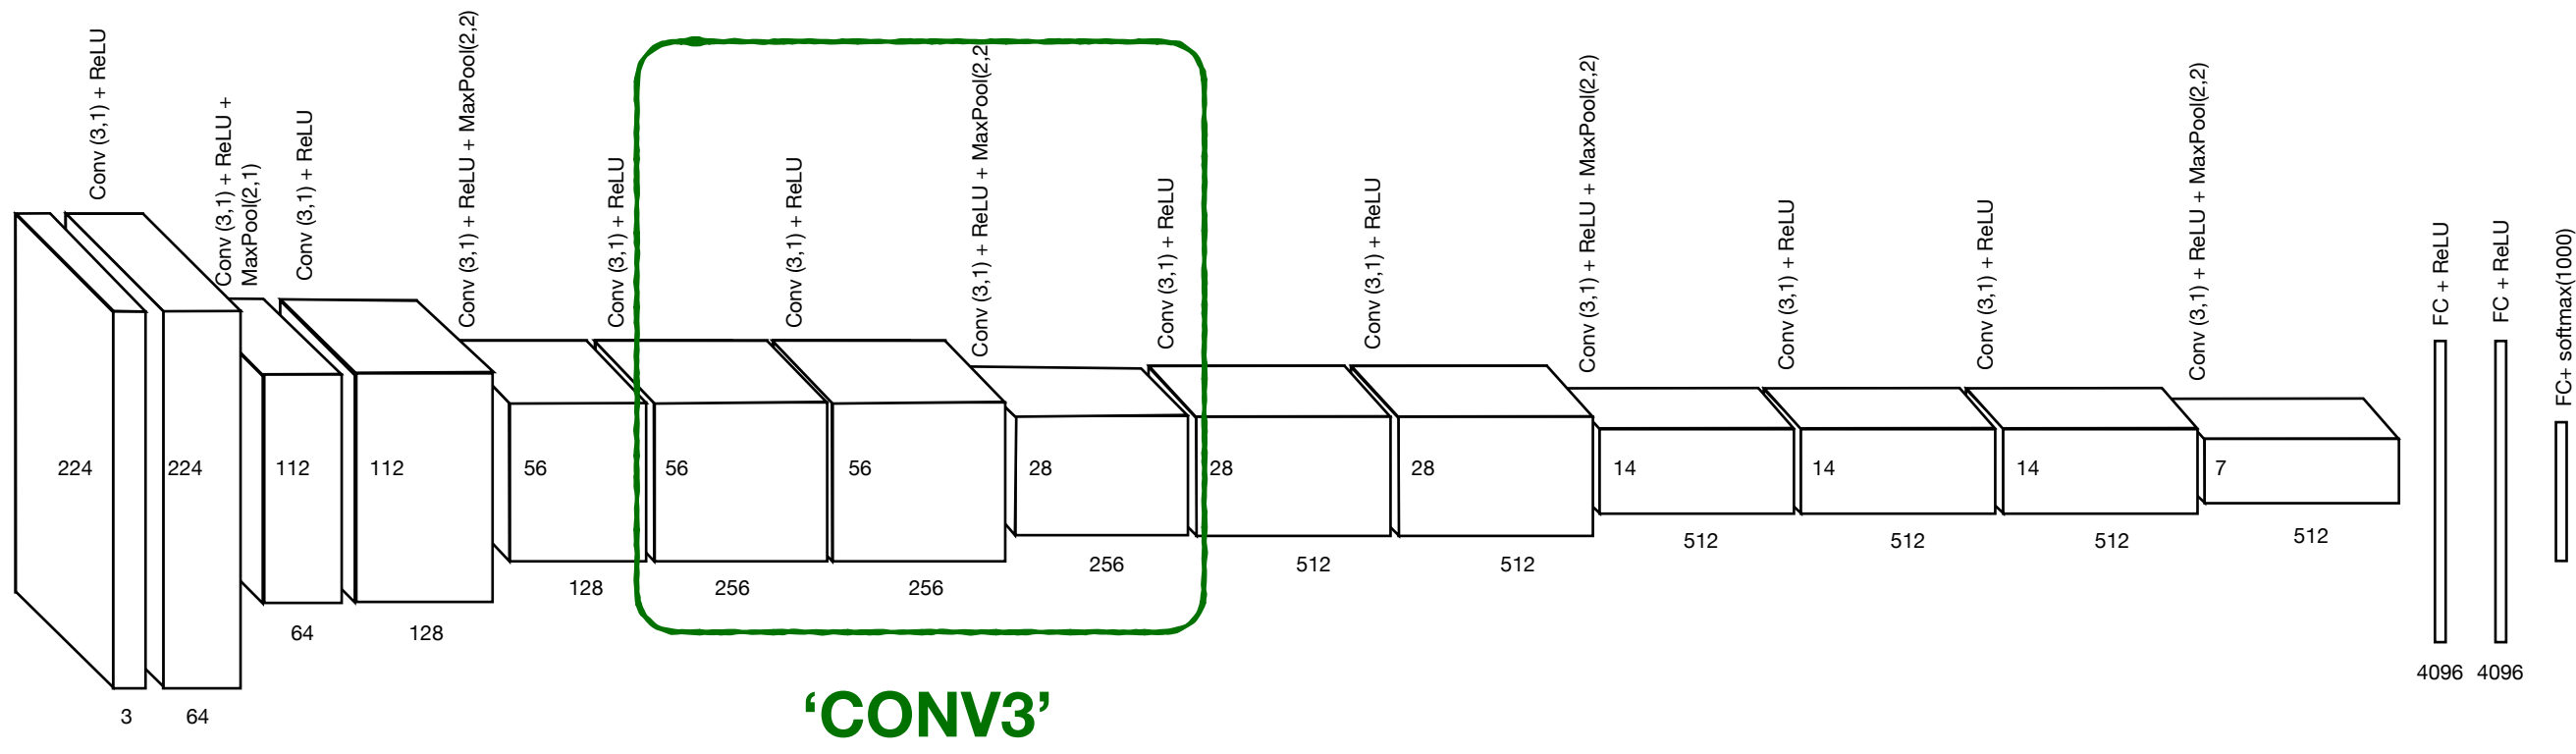 Conv (3,1) + ReLU
Conv (3,1) + ReLU +
MaxPool(2,1)
Conv (3,1) + ReLU
Conv (3,1) + ReLU + MaxPool(2,2)
Conv (3,1) + ReLU
Conv (3,1) + ReLU
Conv (3,1) + ReLU + MaxPool(2,2
Conv (3,1) + ReLU
Conv (3,1) + ReLU
Conv (3,1) + ReLU + MaxPool(2,2)
Conv (3,1) + ReLU
Conv (3,1) + ReLU
Conv (3,1) + ReLU + MaxPool(2,2)
FC + ReLU
FC + ReLU
FC+ softmax(1000)
224
224
112
112
56
56
56
28
28
28
14
14
14
7
3
64
64
128
128
256
256
256
512
512
512
512
512
512
4096
4096
‘CONV3’